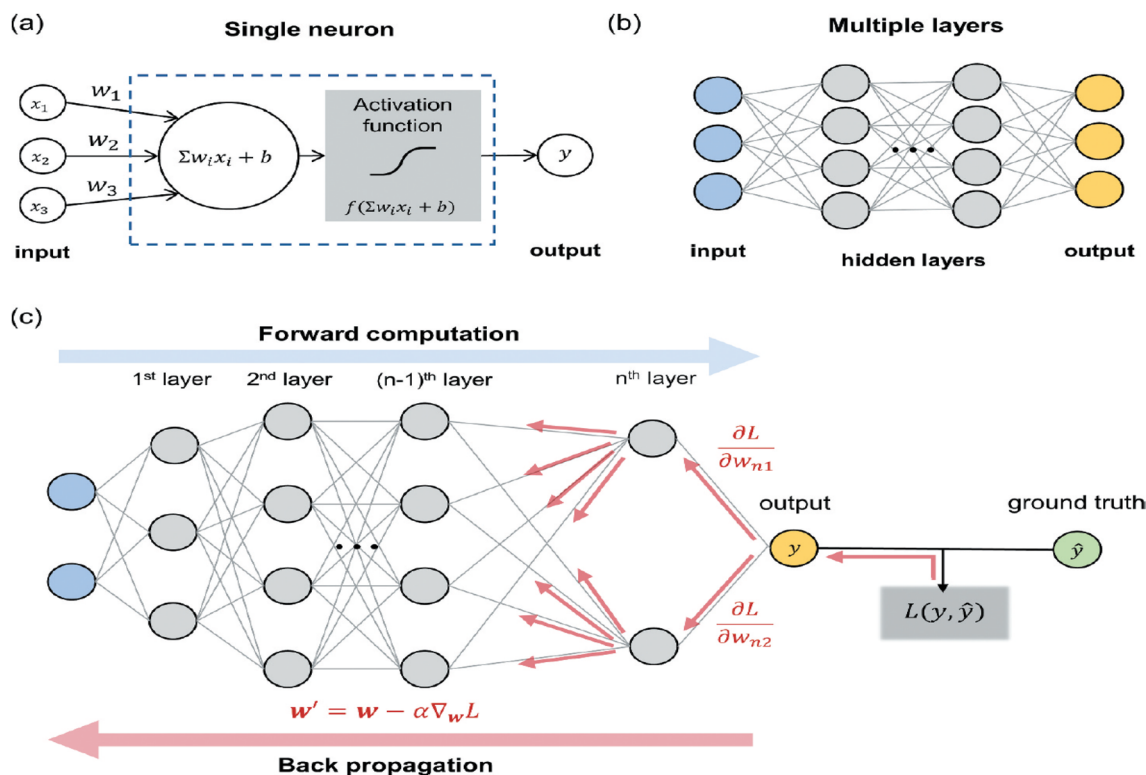 (a)
Single neuron
x₁
w₁
x₂
w₂
x₃
w₃
Σwᵢxᵢ + b
Activation
function
f(Σwᵢxᵢ + b)
y
input
output
(b)
Multiple layers
• • •
input
hidden layers
output
(c)
Forward computation
1ˢᵗ layer
2ⁿᵈ layer
(n-1)ᵗʰ layer
nᵗʰ layer
• • •
∂L
∂wₙ₁
output
ground truth
y
ŷ
L(y, ŷ)
∂L
∂wₙ₂
w′ = w − α∇𝐰L
Back propagation